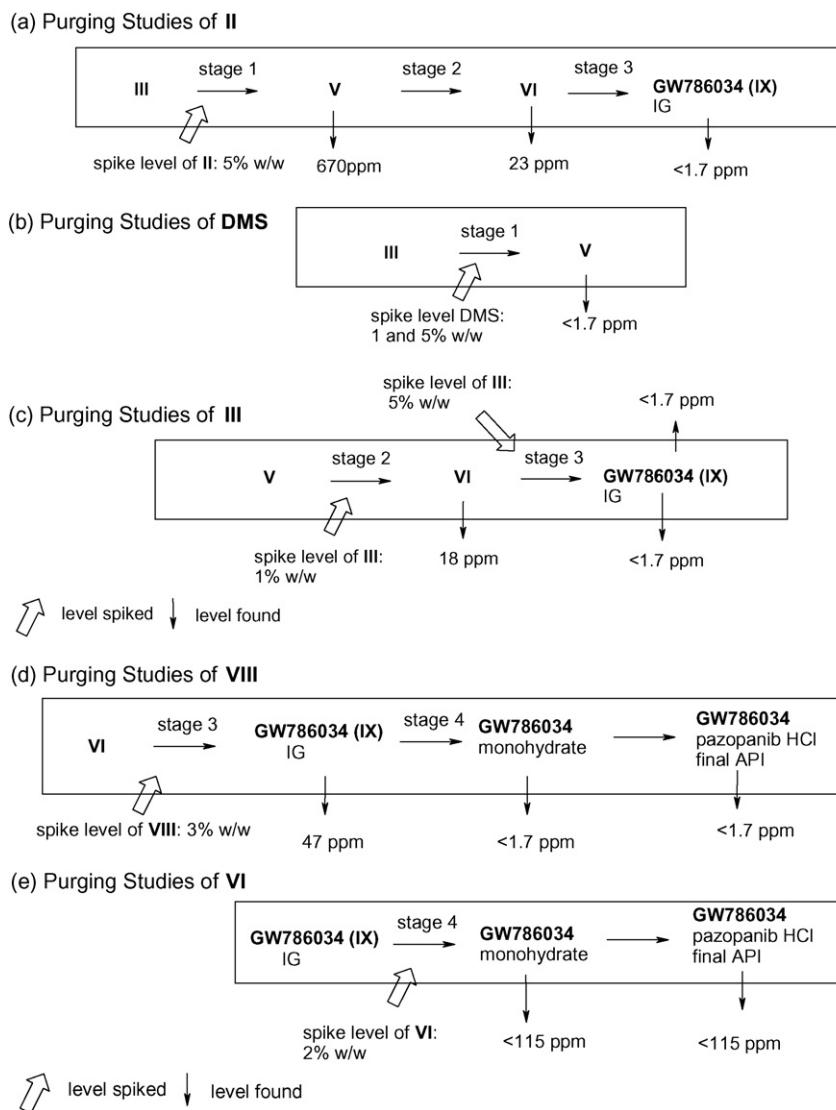 (a) Purging Studies of II
stage 1 stage 2 stage 3
III V VI GW786034 (IX)
IG
spike level of II: 5% w/w 670ppm 23 ppm <1.7 ppm
(b) Purging Studies of DMS
stage 1
III V
spike level DMS:
1 and 5% w/w
<1.7 ppm
spike level of III:
5% w/w
<1.7 ppm
(c) Purging Studies of III
stage 2 stage 3
V VI GW786034 (IX)
IG
spike level of III:
1% w/w
18 ppm <1.7 ppm
level spiked level found
(d) Purging Studies of VIII
stage 3 stage 4
VI GW786034 (IX) GW786034 GW786034
IG monohydrate pazopanib HCl
final API
spike level of VIII: 3% w/w 47 ppm <1.7 ppm <1.7 ppm
(e) Purging Studies of VI
stage 4
GW786034 (IX) GW786034 GW786034
IG monohydrate pazopanib HCl
final API
spike level of VI:
2% w/w
<115 ppm <115 ppm
level spiked level found